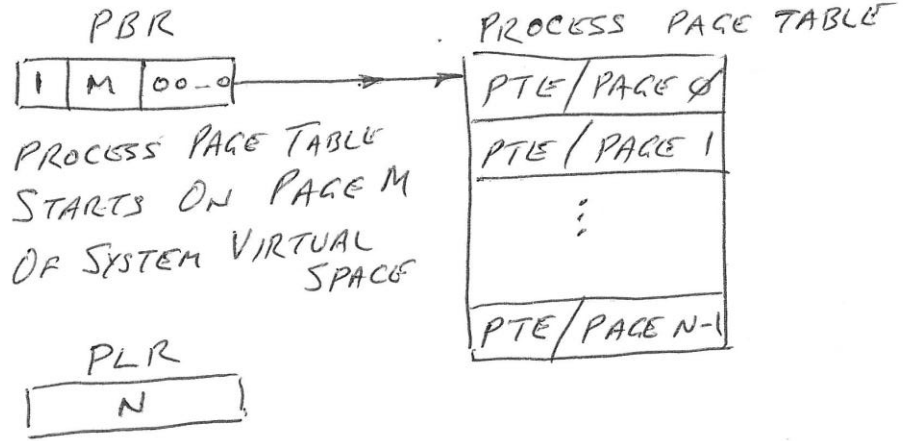 PBR
1 M 00--0
PROCESS PAGE TABLE
STARTS ON PAGE M
OF SYSTEM VIRTUAL
SPACE
PLR
N
PROCESS PAGE TABLE
PTE/PAGE Ø
PTE/PAGE 1
⋮
PTE/PAGE N-1